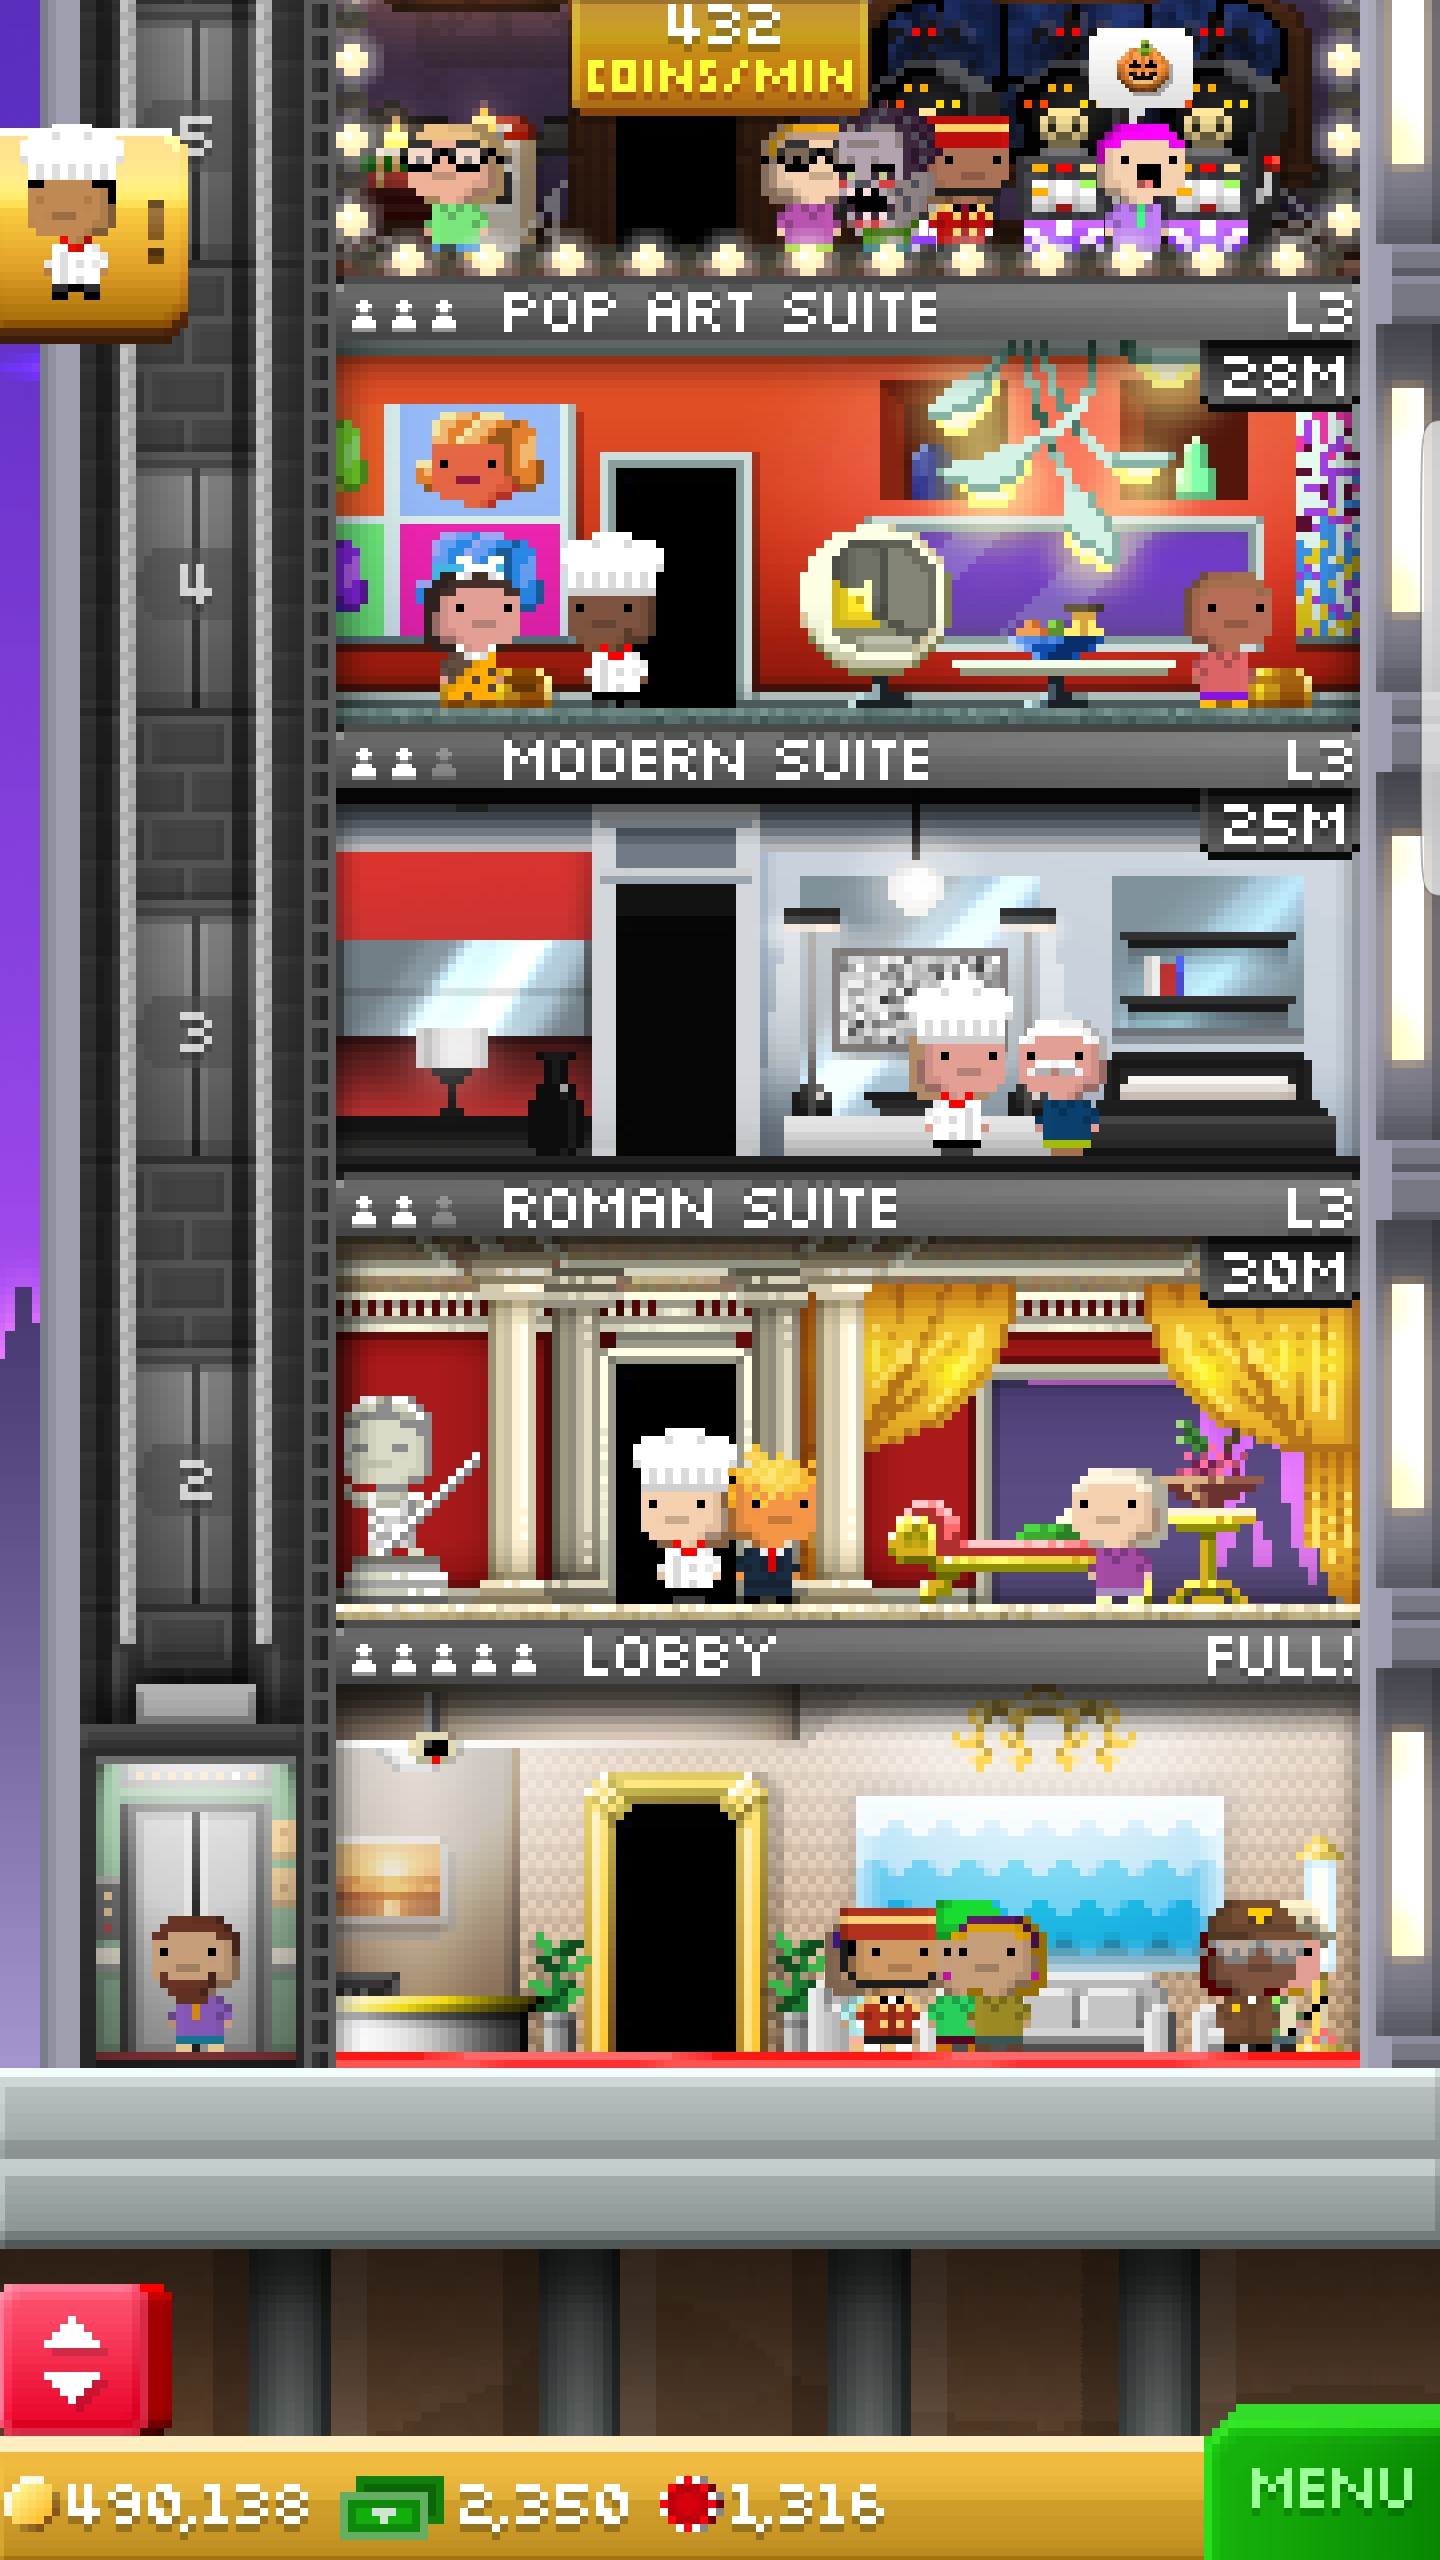 432
COINS/MIN
5
!
POP ART SUITE L3
28M
4
MODERN SUITE L3
25M
3
ROMAN SUITE L3
30M
2
LOBBY FULL!
490,138 2,350 1,316
MENU